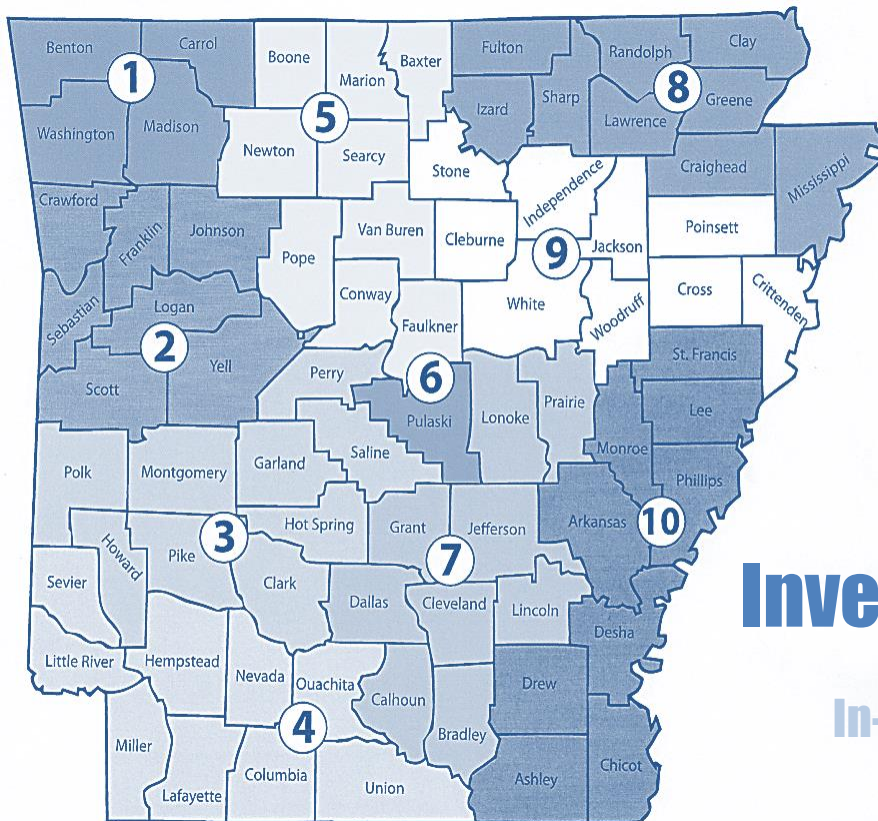 Benton
Carrol
Boone
Marion
Baxter
Fulton
Randolph
Clay
1
8
5
Izard
Sharp
Lawrence
Greene
Washington
Madison
Newton
Searcy
Stone
Independence
Craighead
Mississippi
Crawford
Franklin
Johnson
Pope
Van Buren
Cleburne
9
Jackson
Poinsett
Sebastian
Logan
Conway
Faulkner
White
Woodruff
Cross
Crittenden
2
Scott
Yell
Perry
6
Pulaski
Lonoke
Prairie
St. Francis
Lee
Monroe
Phillips
Polk
Montgomery
Garland
Saline
Hot Spring
Grant
Jefferson
Arkansas
10
Howard
Pike
3
Clark
7
Sevier
Dallas
Cleveland
Lincoln
Desha
Inve
Little River
Hempstead
Nevada
Ouachita
Calhoun
Bradley
Drew
In-
4
Miller
Lafayette
Columbia
Union
Ashley
Chicot